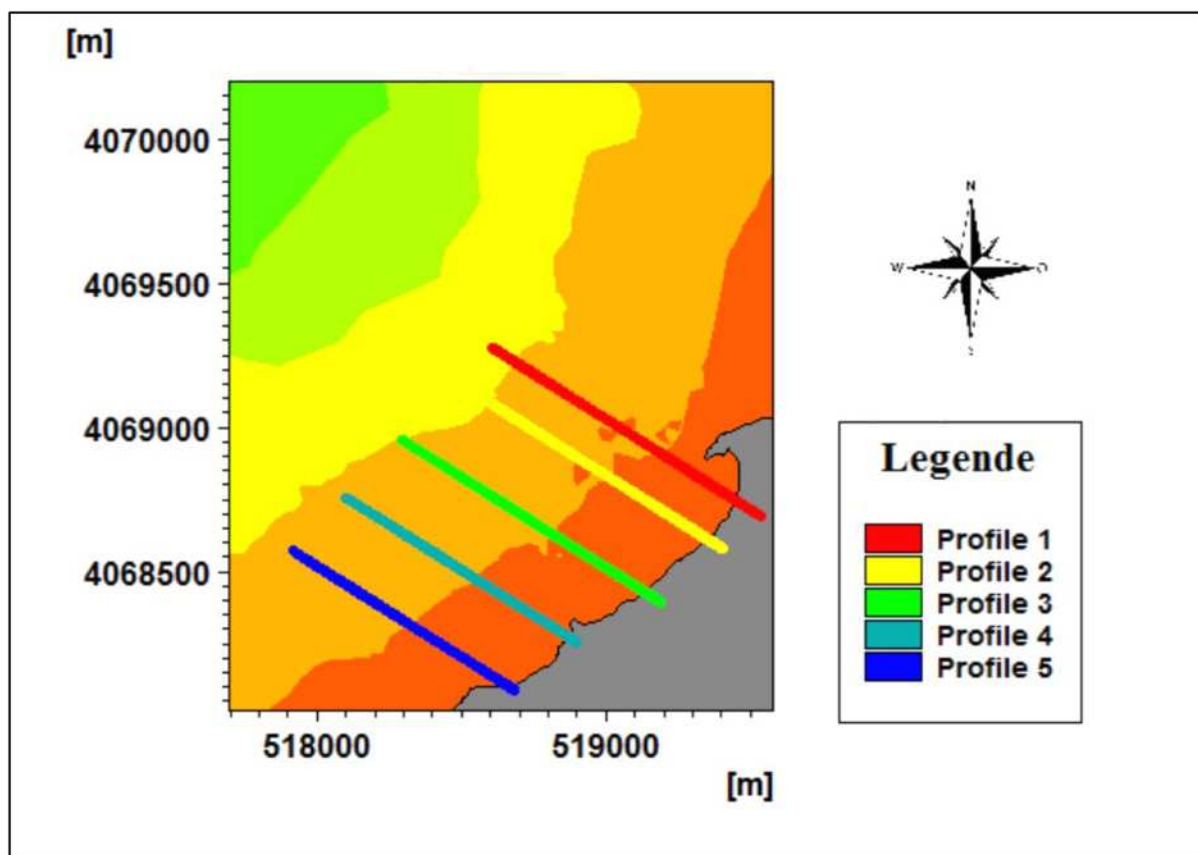 [m]
4070000
4069500
4069000
4068500
518000
519000
[m]
N
W
O
S
Legende
Profile 1
Profile 2
Profile 3
Profile 4
Profile 5